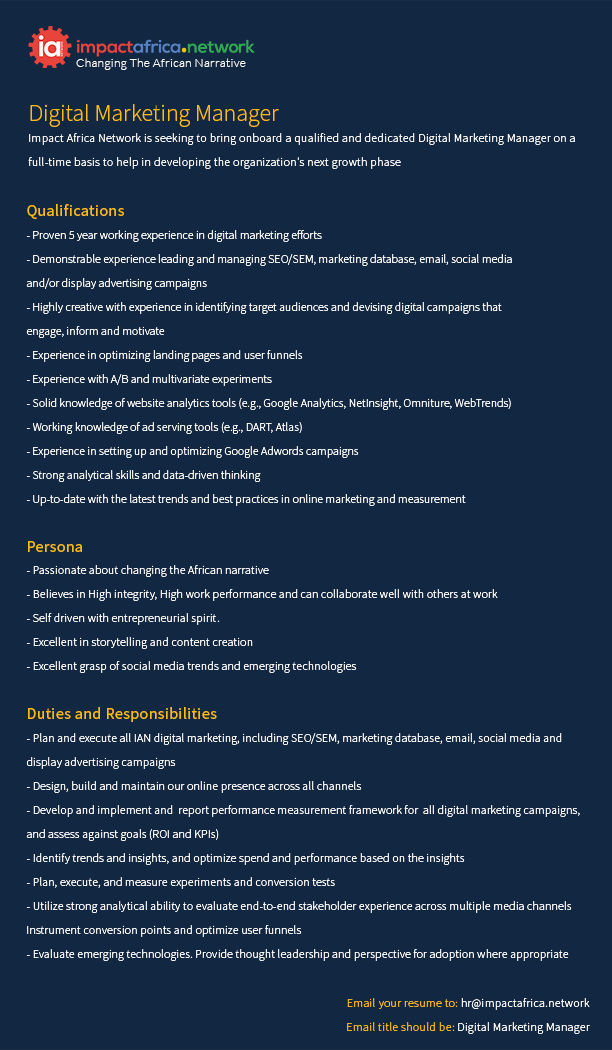 ia
impactafrica.network
Changing The African Narrative
Digital Marketing Manager
Impact Africa Network is seeking to bring onboard a qualified and dedicated Digital Marketing Manager on a
full-time basis to help in developing the organization's next growth phase
Qualifications
- Proven 5 year working experience in digital marketing efforts
- Demonstrable experience leading and managing SEO/SEM, marketing database, email, social media
and/or display advertising campaigns
- Highly creative with experience in identifying target audiences and devising digital campaigns that
engage, inform and motivate
- Experience in optimizing landing pages and user funnels
- Experience with A/B and multivariate experiments
- Solid knowledge of website analytics tools (e.g., Google Analytics, NetInsight, Omniture, WebTrends)
- Working knowledge of ad serving tools (e.g., DART, Atlas)
- Experience in setting up and optimizing Google Adwords campaigns
- Strong analytical skills and data-driven thinking
- Up-to-date with the latest trends and best practices in online marketing and measurement
Persona
- Passionate about changing the African narrative
- Believes in High integrity, High work performance and can collaborate well with others at work
- Self driven with entrepreneurial spirit.
- Excellent in storytelling and content creation
- Excellent grasp of social media trends and emerging technologies
Duties and Responsibilities
- Plan and execute all IAN digital marketing, including SEO/SEM, marketing database, email, social media and
display advertising campaigns
- Design, build and maintain our online presence across all channels
- Develop and implement and  report performance measurement framework for  all digital marketing campaigns,
and assess against goals (ROI and KPIs)
- Identify trends and insights, and optimize spend and performance based on the insights
- Plan, execute, and measure experiments and conversion tests
- Utilize strong analytical ability to evaluate end-to-end stakeholder experience across multiple media channels
Instrument conversion points and optimize user funnels
- Evaluate emerging technologies. Provide thought leadership and perspective for adoption where appropriate
Email your resume to: hr@impactafrica.network
Email title should be: Digital Marketing Manager